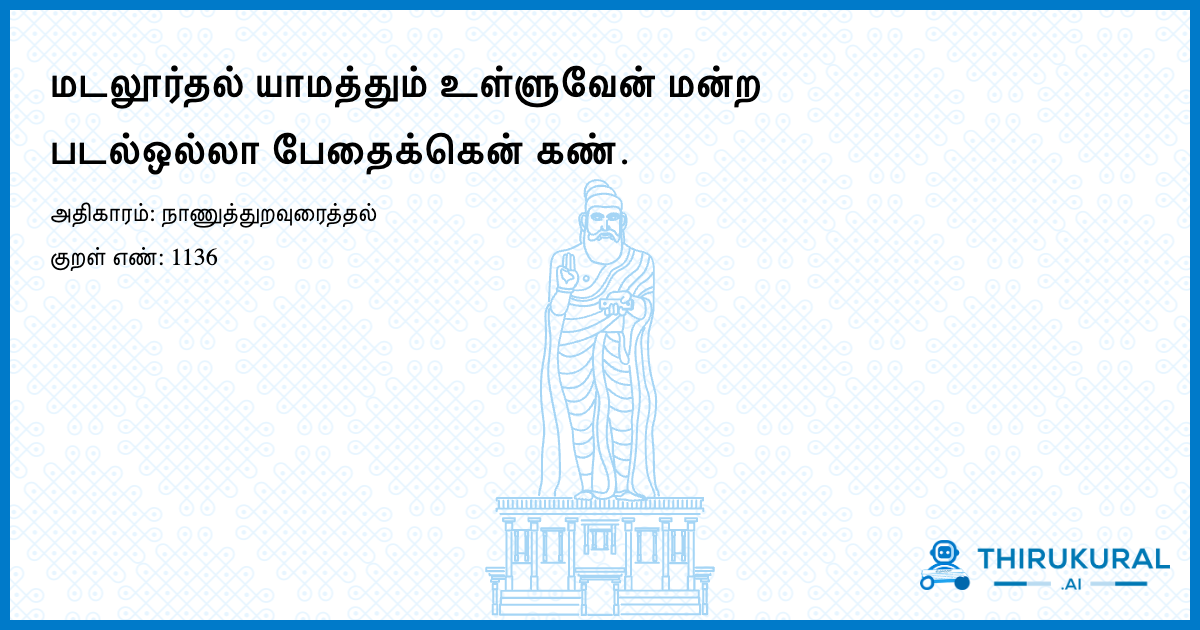 மடலூர்தல் யாமத்தும் உள்ளுவேன் மன்ற
படல்ஒல்லா பேதைக்கென் கண்.
அதிகாரம்: நாணுத்துறவுரைத்தல்
குறள் எண்: 1136
THIRUKURAL
.AI